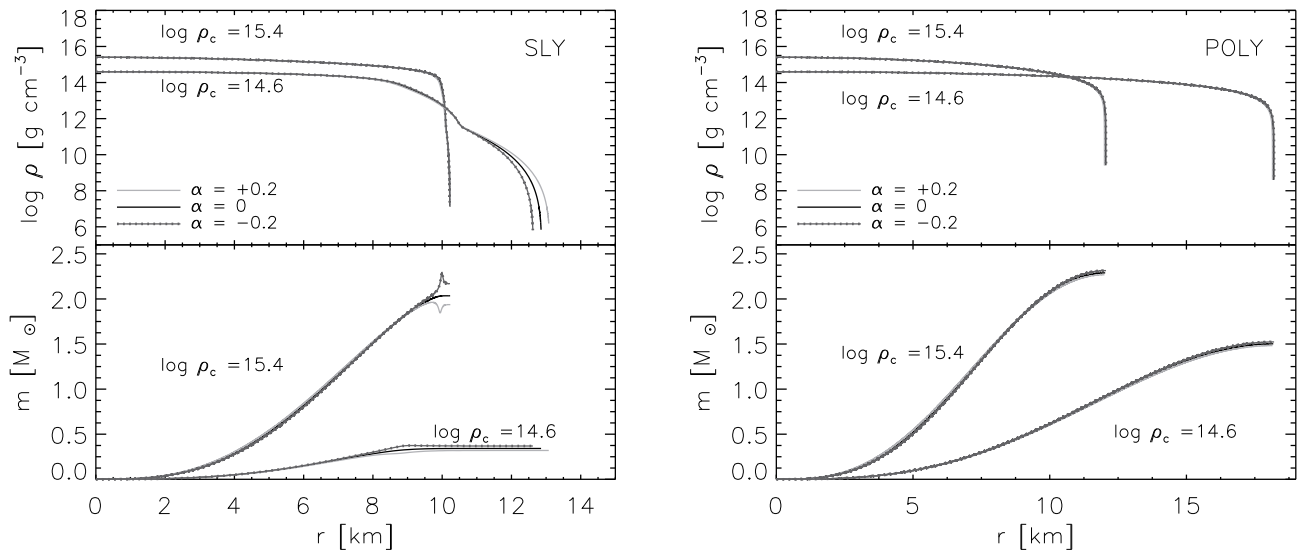 SLY
log ρc =15.4
log ρc =14.6
α = +0.2
α = 0
α = −0.2
log ρ [g cm−3]
18
16
14
12
10
8
6
log ρc =15.4
log ρc =14.6
m [M ⊙]
2.5
2.0
1.5
1.0
0.5
0.0
0 2 4 6 8 10 12 14
r [km]
POLY
log ρc =15.4
log ρc =14.6
α = +0.2
α = 0
α = −0.2
log ρ [g cm−3]
18
16
14
12
10
8
6
log ρc =15.4
log ρc =14.6
m [M ⊙]
2.5
2.0
1.5
1.0
0.5
0.0
0 5 10 15
r [km]